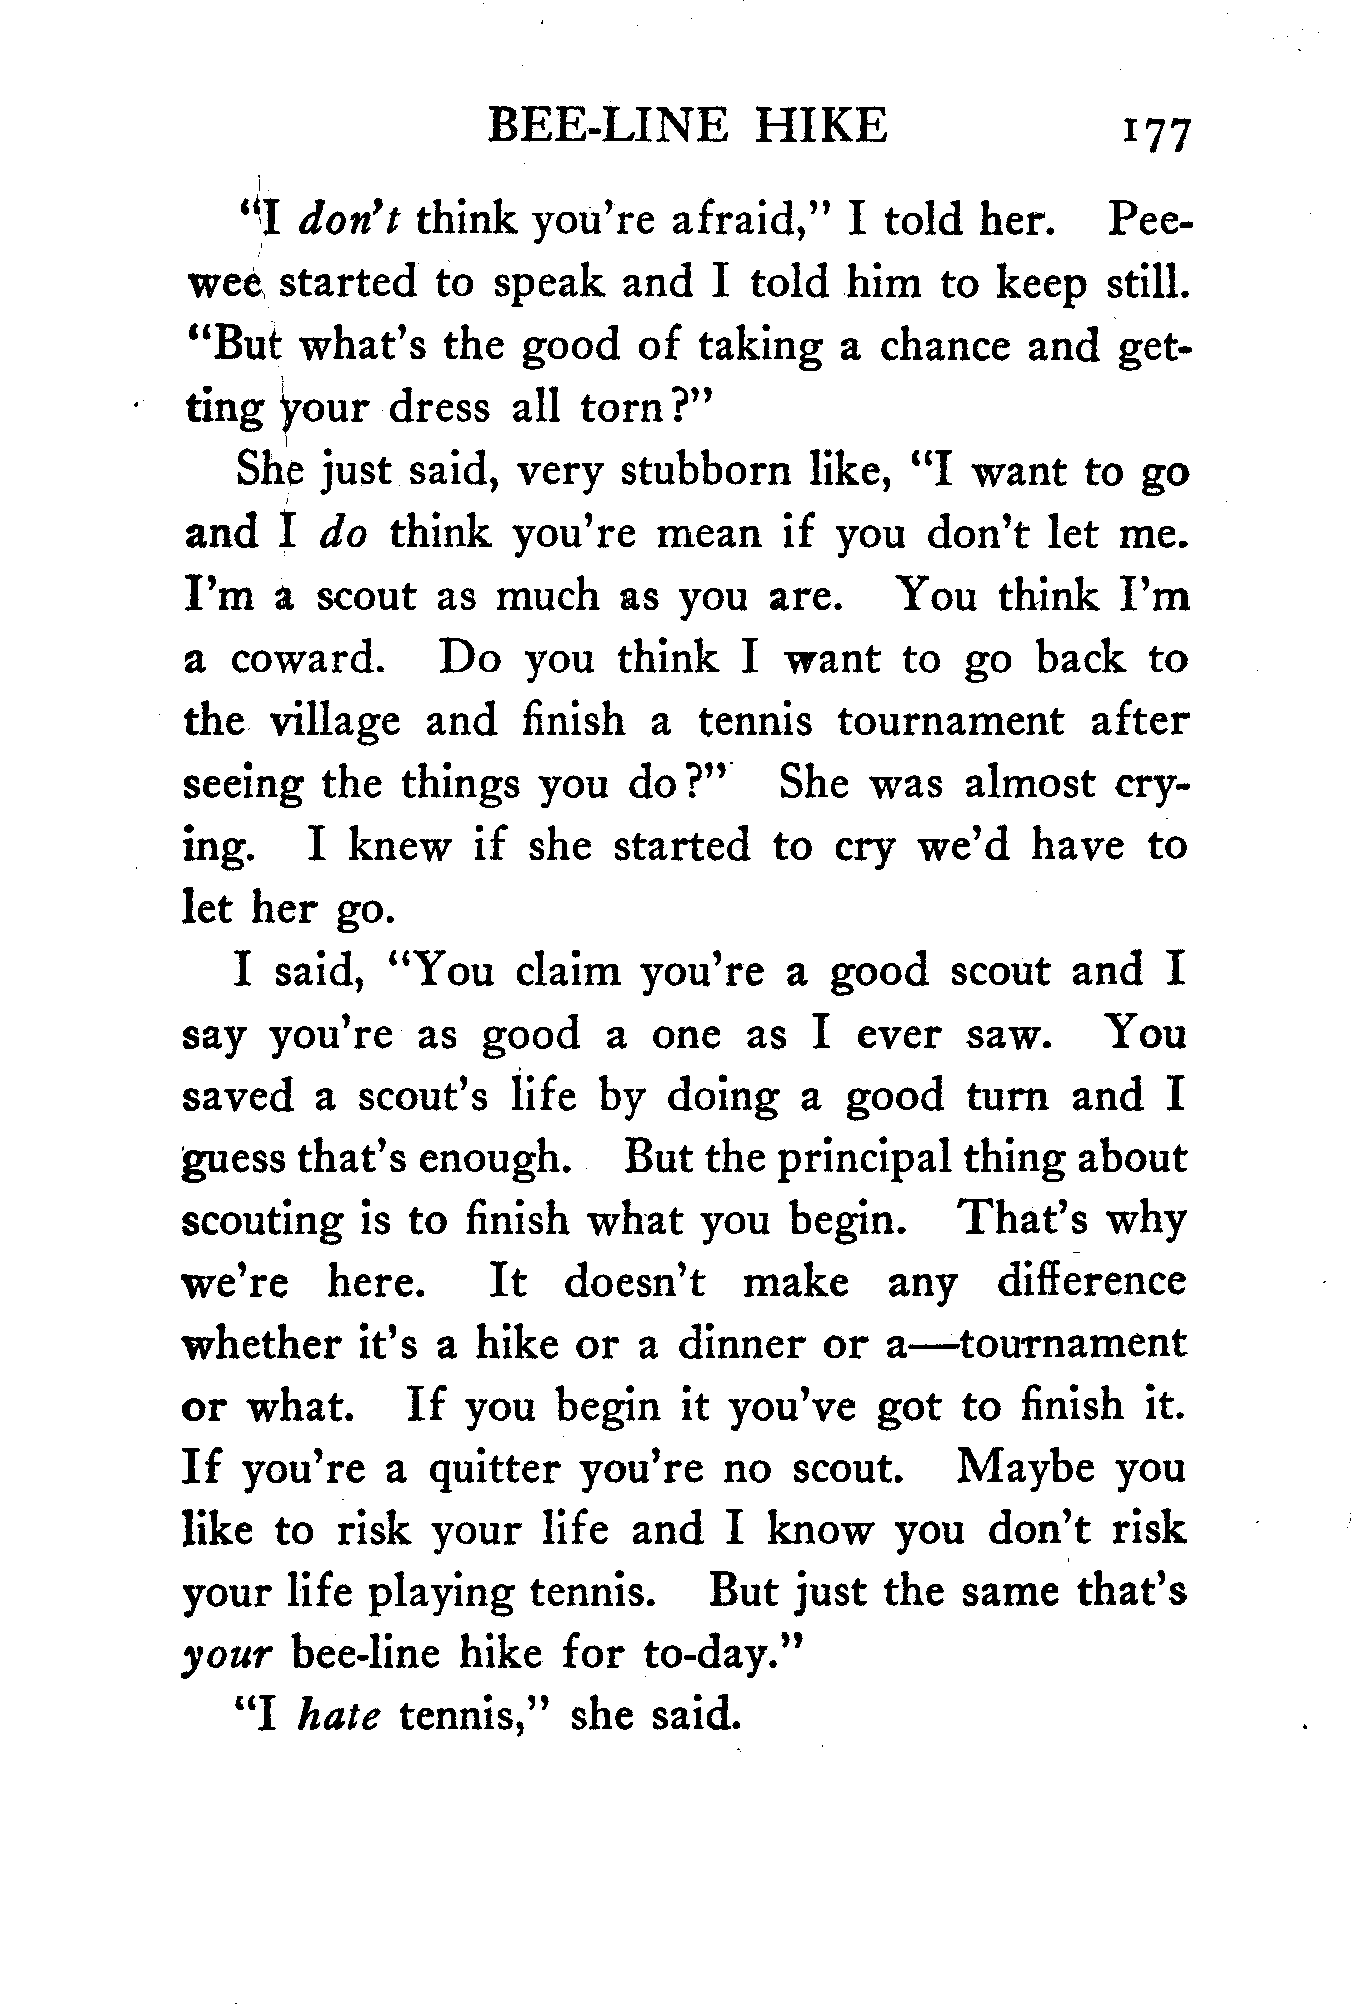 BEE-LINE HIKE 177
"I don't think you're afraid," I told her. Pee-
wee started to speak and I told him to keep still.
"But what's the good of taking a chance and get-
ting your dress all torn?"
She just said, very stubborn like, "I want to go
and I do think you're mean if you don't let me.
I'm a scout as much as you are. You think I'm
a coward. Do you think I want to go back to
the village and finish a tennis tournament after
seeing the things you do?" She was almost cry-
ing. I knew if she started to cry we'd have to
let her go.
I said, "You claim you're a good scout and I
say you're as good a one as I ever saw. You
saved a scout's life by doing a good turn and I
guess that's enough. But the principal thing about
scouting is to finish what you begin. That's why
we're here. It doesn't make any difference
whether it's a hike or a dinner or a—tournament
or what. If you begin it you've got to finish it.
If you're a quitter you're no scout. Maybe you
like to risk your life and I know you don't risk
your life playing tennis. But just the same that's
your bee-line hike for to-day."
"I hate tennis," she said.